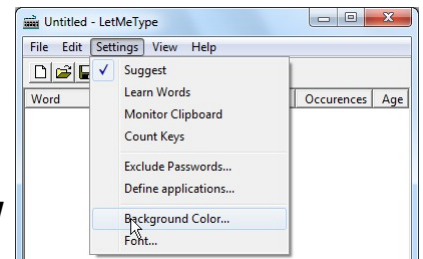 Untitled - LetMeType
File Edit Settings View Help
Suggest
Word Learn Words Occurences Age
Monitor Clipboard
Count Keys
Exclude Passwords...
Define applications...
Background Color...
Font...